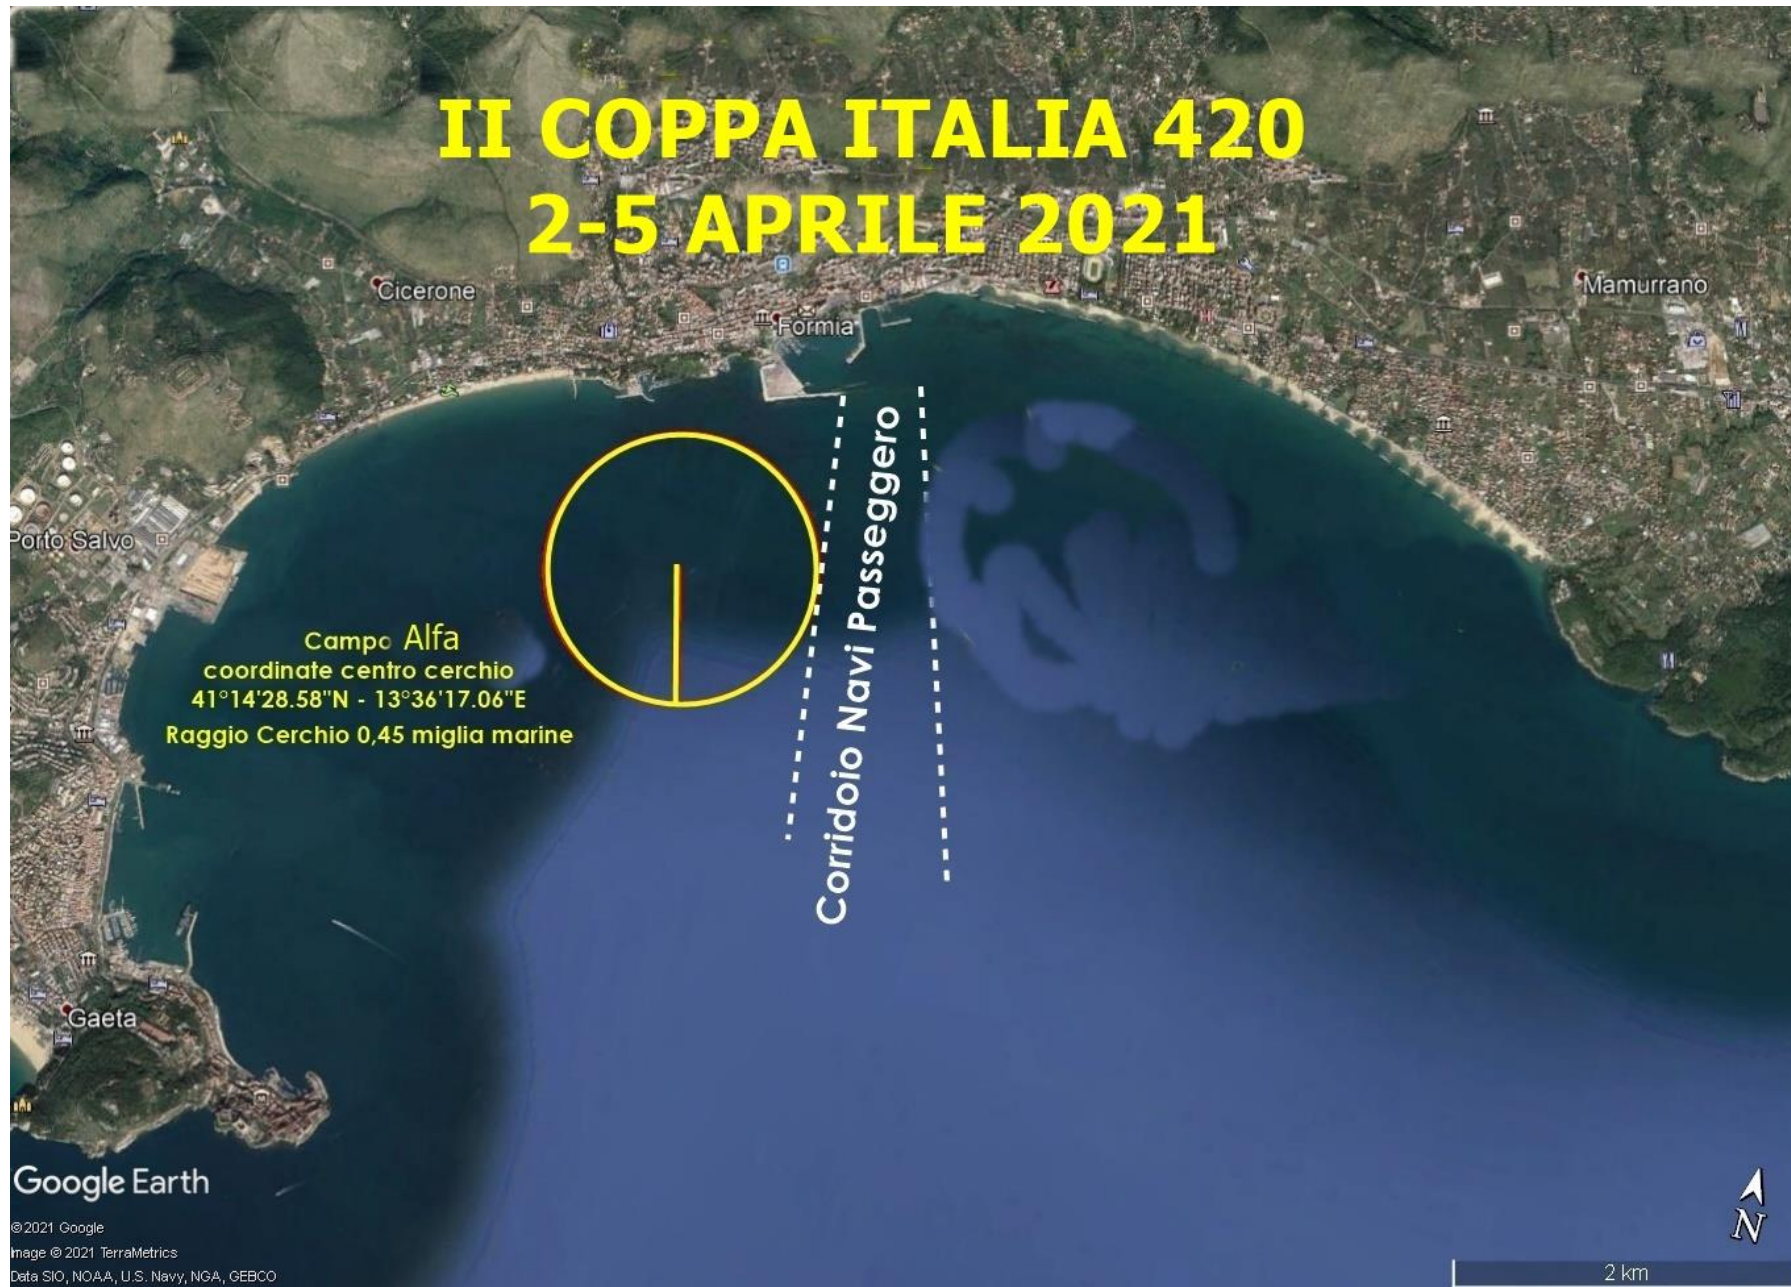 II COPPA ITALIA 420
2-5 APRILE 2021
Cicerone
Mamurrano
Formia
Corridoio Navi Passeggero
Porto Salvo
Campo Alfa
coordinate centro cerchio
41°14'28.58"N - 13°36'17.06"E
Raggio Cerchio 0,45 miglia marine
Gaeta
Google Earth
©2021 Google
Image © 2021 TerraMetrics
Data SIO, NOAA, U.S. Navy, NGA, GEBCO
N
2 km